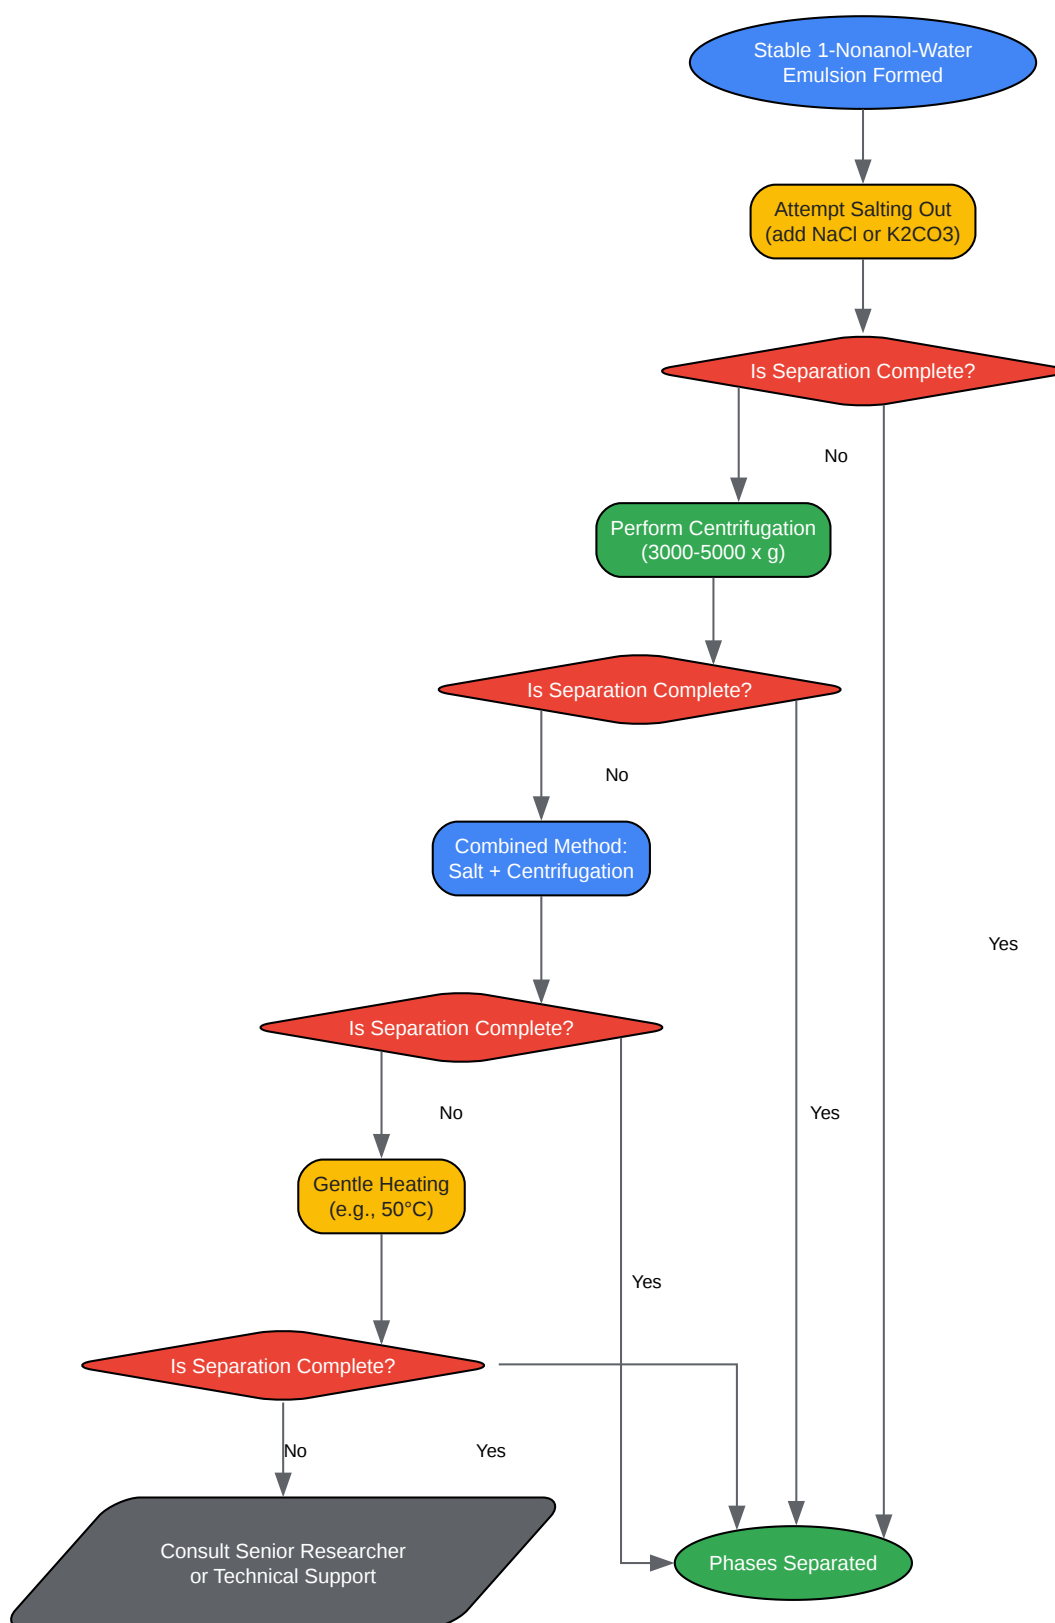 Stable 1-Nonanol-Water
Emulsion Formed
Attempt Salting Out
(add NaCl or K2CO3)
Is Separation Complete?
No
Perform Centrifugation
(3000-5000 x g)
Is Separation Complete?
No
Combined Method:
Salt + Centrifugation
Yes
Is Separation Complete?
No
Yes
Gentle Heating
(e.g., 50°C)
Yes
Is Separation Complete?
No
Yes
Consult Senior Researcher
or Technical Support
Phases Separated